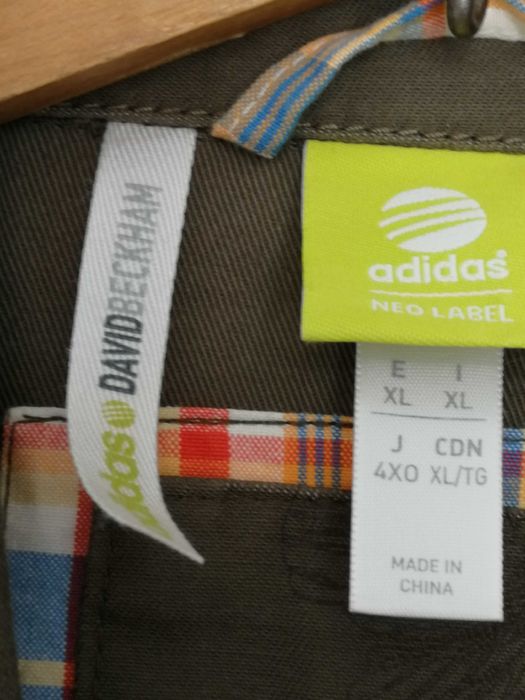 adidas DAVIDBECKHAM
adidas
NEO LABEL
E I
XL XL
J CDN
4XO XL/TG
MADE IN
CHINA